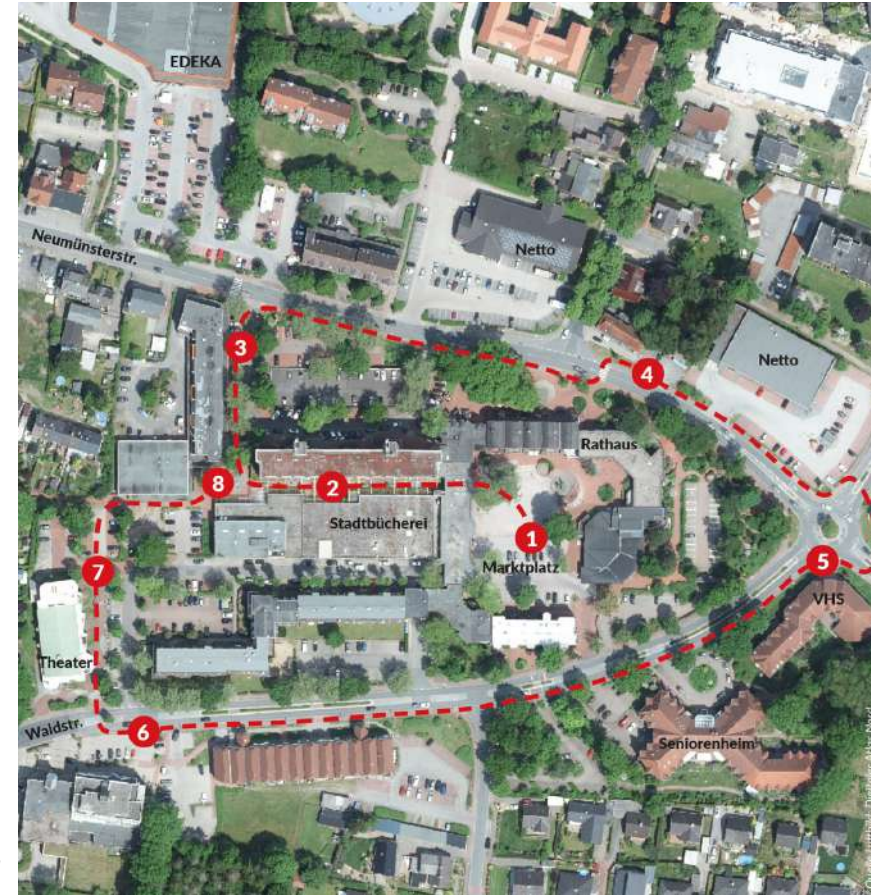 EDEKA
Neumünsterstr.
Netto
3
4
Netto
Rathaus
8
2
Stadtbücherei
1
Marktplatz
7
5
VHS
Theater
Waldstr.
6
Seniorenheim